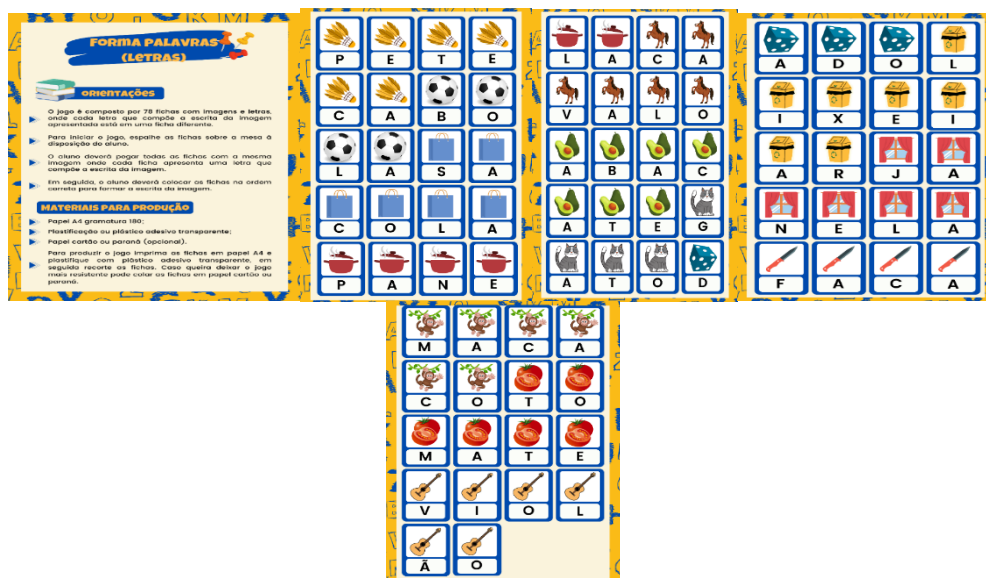 FORMA PALAVRAS
(LETRAS)
ORIENTAÇÕES
O jogo é composto por 78 fichas com imagens e letras,
onde cada letra que compõe a escrita da imagem
apresentada está em uma ficha diferente.
Para iniciar o jogo, espalhe as fichas sobre a mesa à
disposição do aluno.
O aluno deverá pegar todas as fichas com a mesma
imagem onde cada ficha apresenta uma letra que
compõe a escrita da imagem.
Em seguida, o aluno deverá colocar as fichas na ordem
correta para formar a escrita da imagem.
MATERIAIS PARA PRODUÇÃO
Papel A4 gramatura 180;
Plastificação ou plástico adesivo transparente;
Papel cartão ou paraná (opcional).
Para produzir o jogo imprima as fichas em papel A4 e
plastifique com plástico adesivo transparente, em
seguida recorte as fichas. Caso queira deixar o jogo
mais resistente pode colar as fichas em papel cartão ou
paraná.
P E T E
C A B O
L A S A
C O L A
P A N E
L A C A
V A L O
A B A C
A T E G
A T O D
A D O L
I X E I
A R J A
N E L A
F A C A
M A C A
C O T O
M A T E
V I O L
Ã O